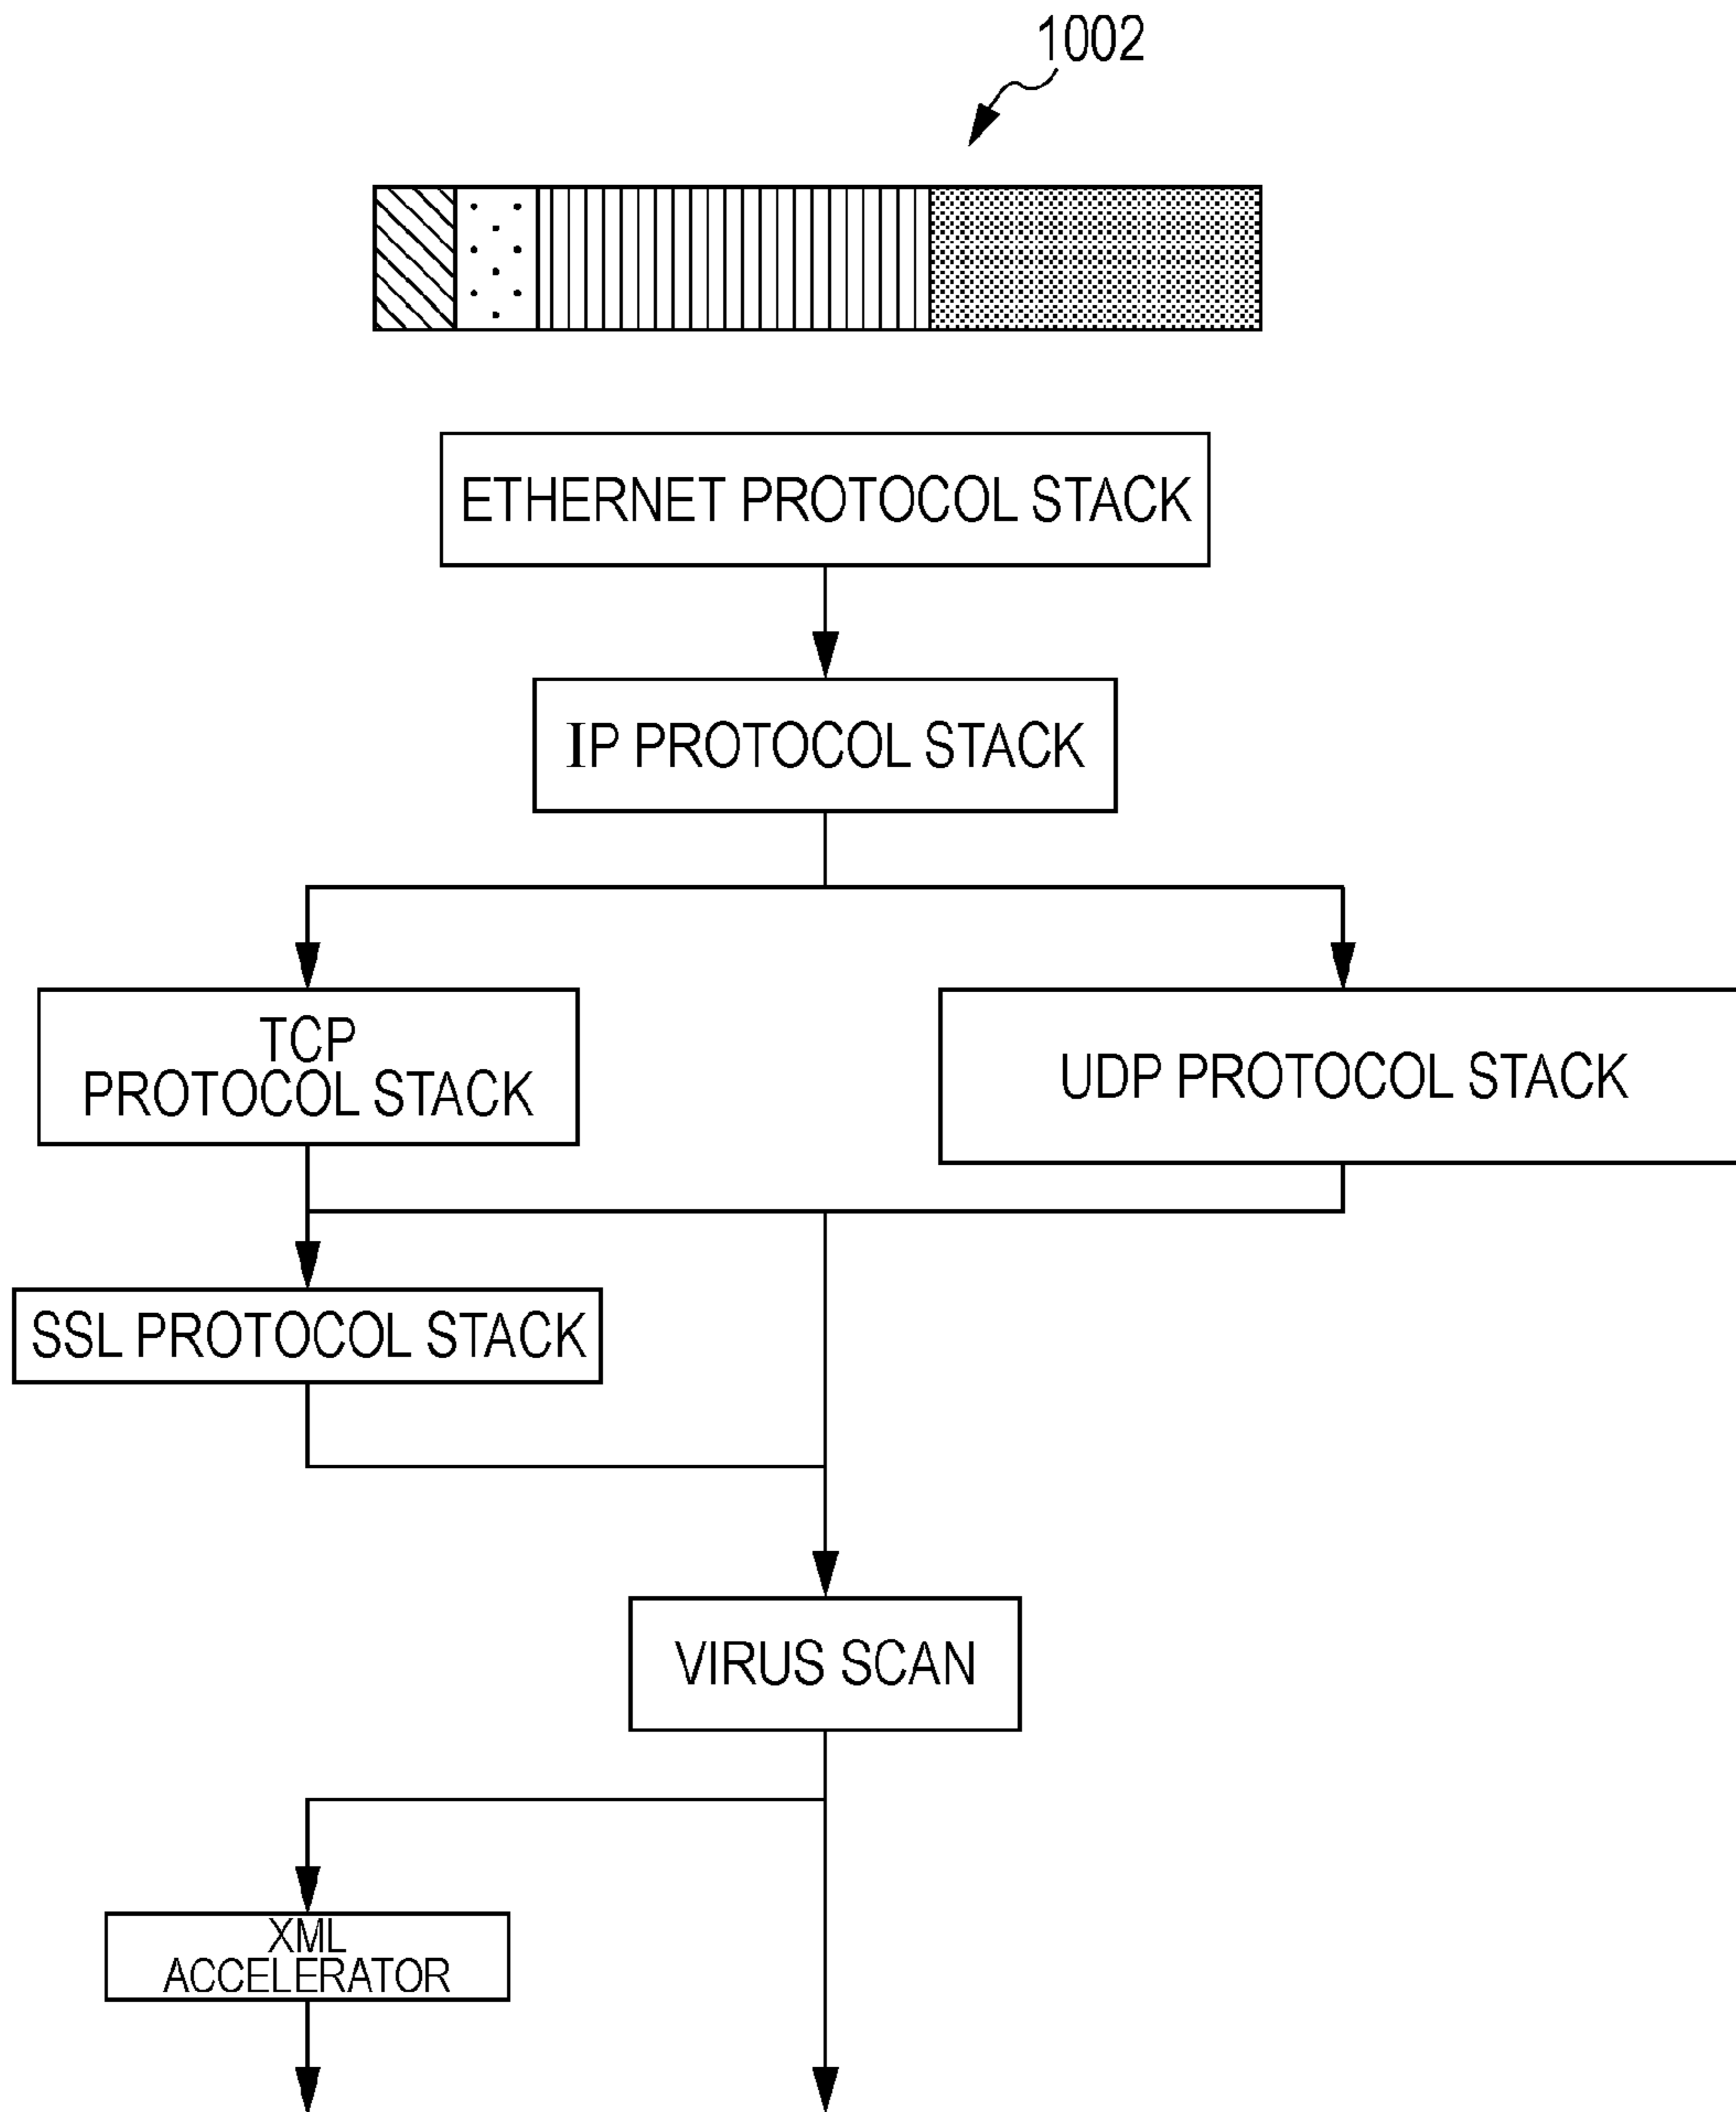 1002
ETHERNET PROTOCOL STACK
IP PROTOCOL STACK
TCP
PROTOCOL STACK
UDP PROTOCOL STACK
SSL PROTOCOL STACK
VIRUS SCAN
XML
ACCELERATOR